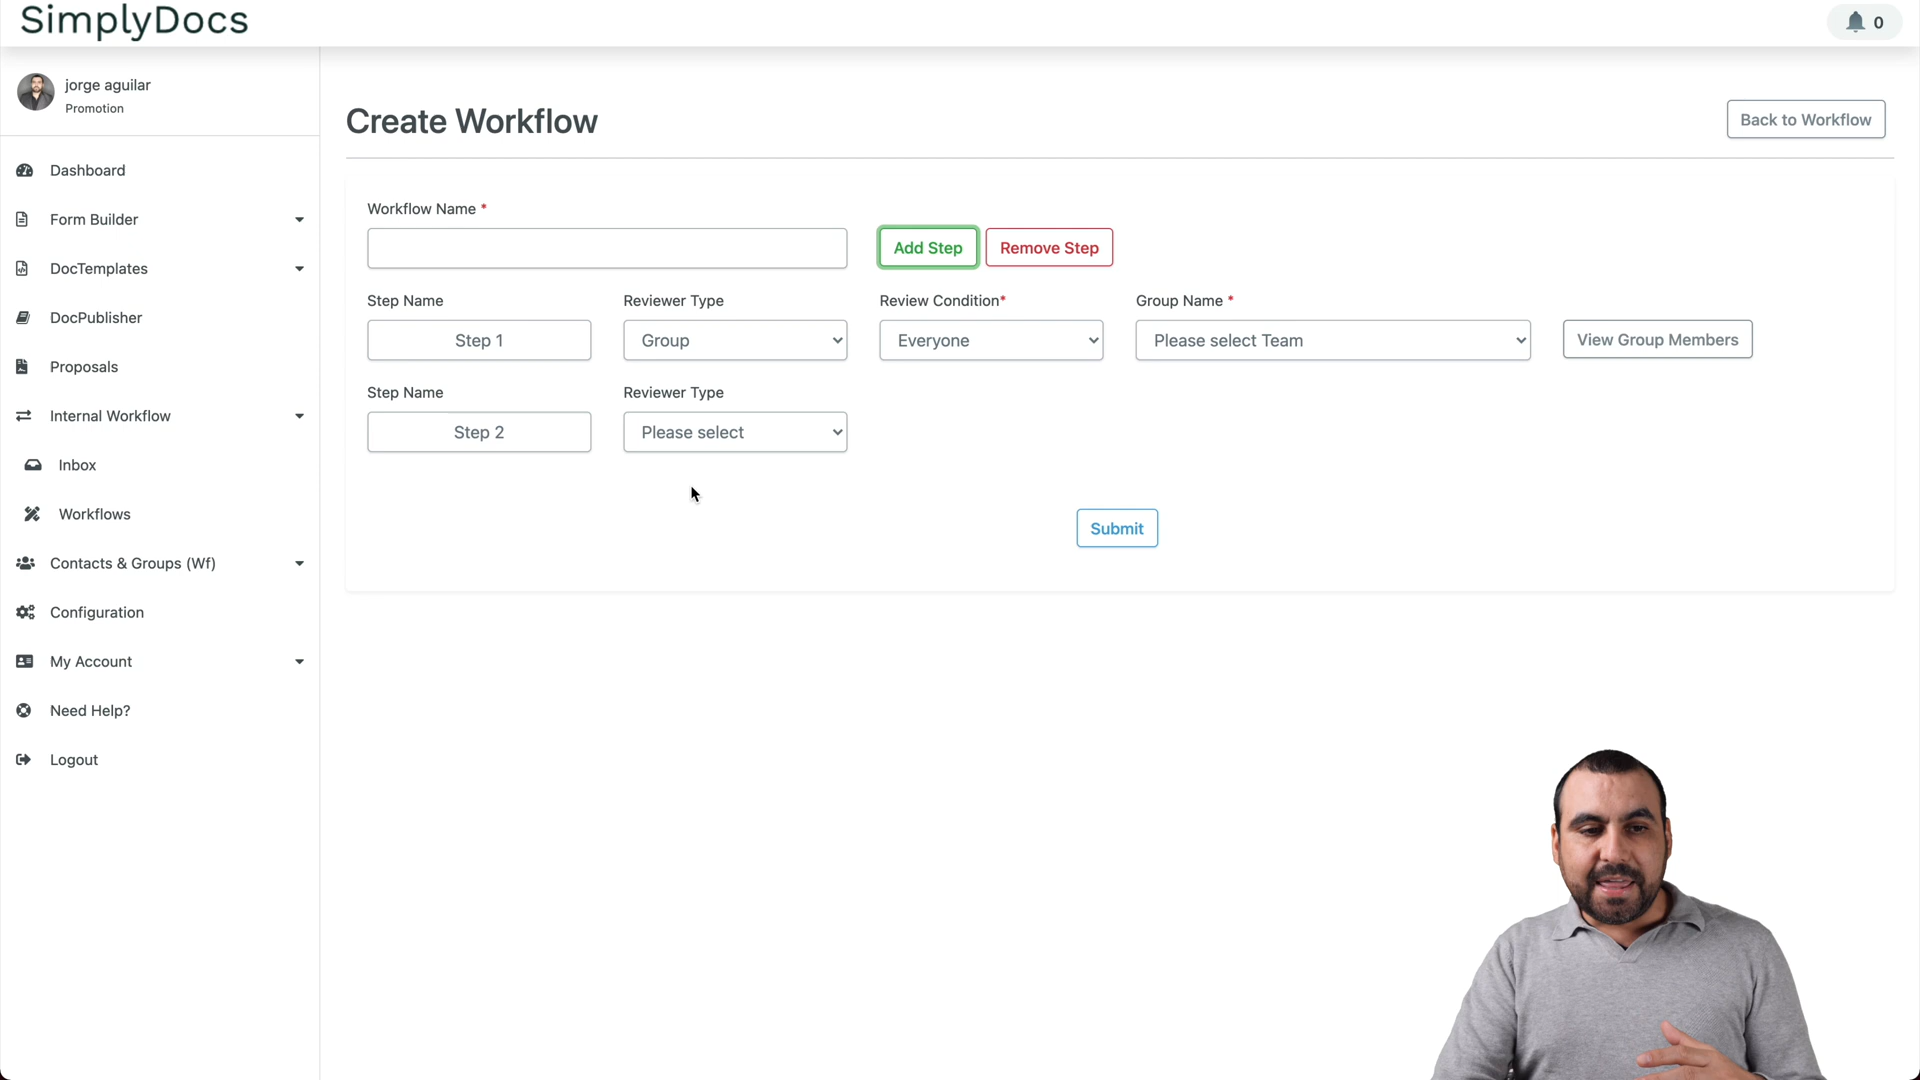 SimplyDocs
0
jorge aguilar
Promotion
Dashboard
Form Builder
DocTemplates
DocPublisher
Proposals
Internal Workflow
Inbox
Workflows
Contacts & Groups (Wf)
Configuration
My Account
Need Help?
Logout
Create Workflow
Back to Workflow
Workflow Name *
Add Step
Remove Step
Step Name
Reviewer Type
Review Condition*
Group Name *
Step 1
Group
Everyone
Please select Team
View Group Members
Step Name
Reviewer Type
Step 2
Please select
Submit